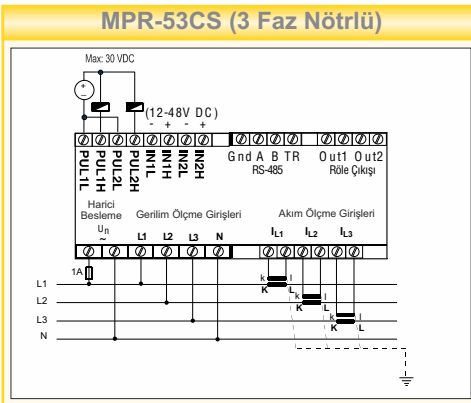 MPR-53CS (3 Faz Nötrlü)
Max: 30 VDC
+
−
(12-48V DC)
- + - +
PUL1L PUL1H PUL2L PUL2H IN1L IN1H IN2L IN2H
Gnd A B TR Out1 Out2
RS-485 Röle Çıkışı
Harici
Besleme Gerilim Ölçme Girişleri Akım Ölçme Girişleri
Un
~
L1 L2 L3 N IL1 IL2 IL3
1A
k l
K L
k l
K L
k l
K L
L1
L2
L3
N